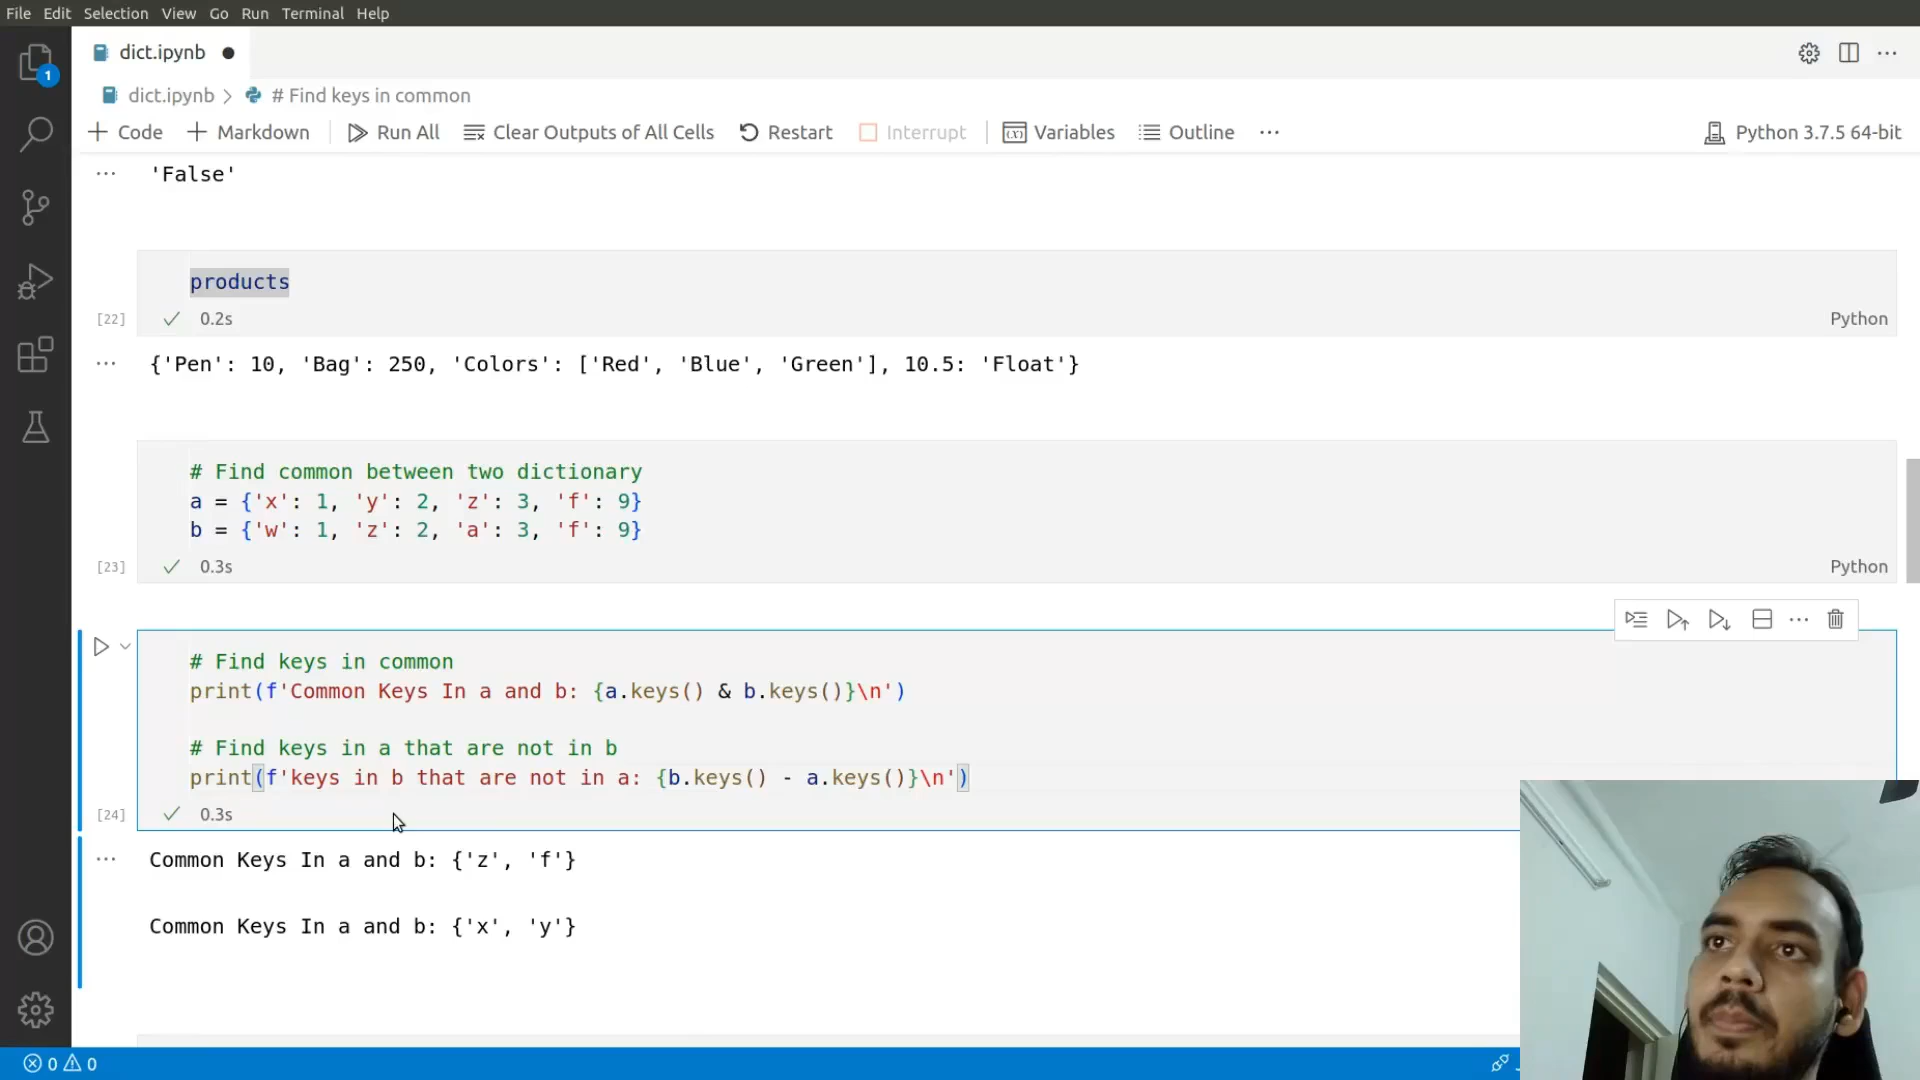 File Edit Selection View Go Run Terminal Help
dict.ipynb
1
dict.ipynb > # Find keys in common
+ Code + Markdown Run All Clear Outputs of All Cells Restart Interrupt Variables Outline ... Python 3.7.5 64-bit
... 'False'
products
[22] ✓ 0.2s Python
... {'Pen': 10, 'Bag': 250, 'Colors': ['Red', 'Blue', 'Green'], 10.5: 'Float'}
# Find common between two dictionary
a = {'x': 1, 'y': 2, 'z': 3, 'f': 9}
b = {'w': 1, 'z': 2, 'a': 3, 'f': 9}
[23] ✓ 0.3s Python
# Find keys in common
print(f'Common Keys In a and b: {a.keys() & b.keys()}\n')
# Find keys in a that are not in b
print(f'keys in b that are not in a: {b.keys() - a.keys()}\n')
[24] ✓ 0.3s
... Common Keys In a and b: {'z', 'f'}
Common Keys In a and b: {'x', 'y'}
0 0